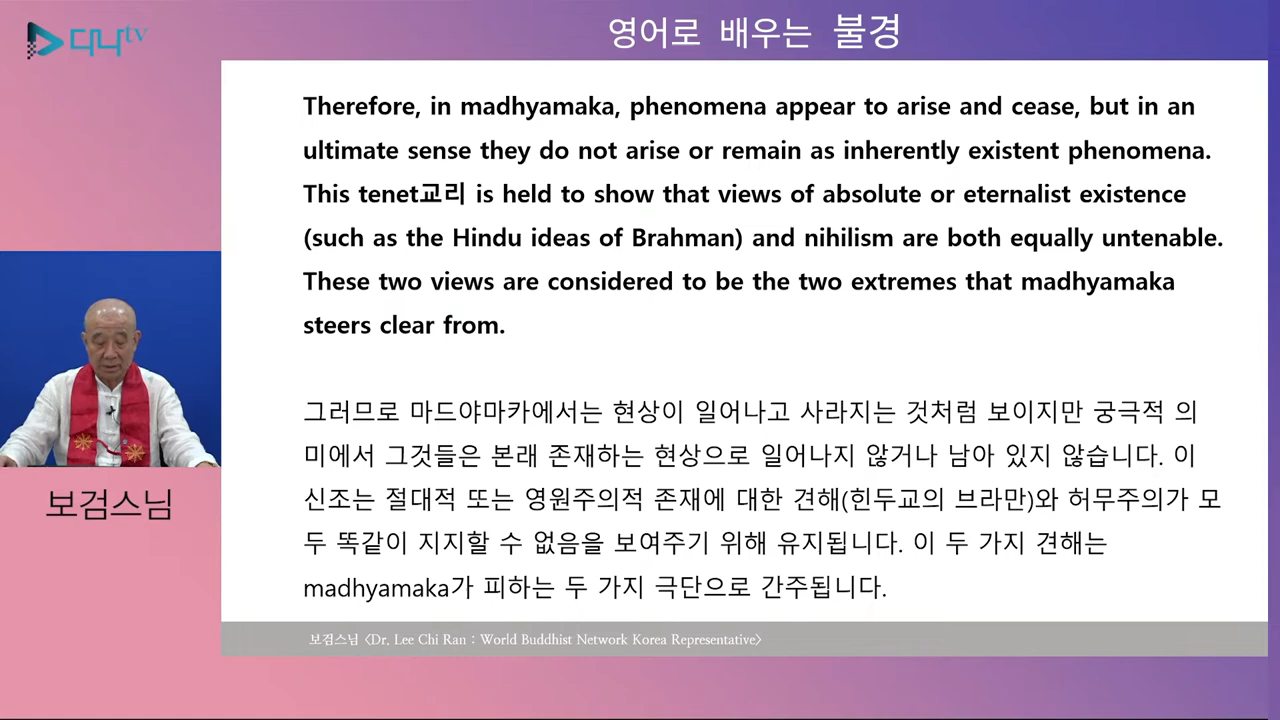 다나tv
영어로 배우는 불경
Therefore, in madhyamaka, phenomena appear to arise and cease, but in an
ultimate sense they do not arise or remain as inherently existent phenomena.
This tenet교리 is held to show that views of absolute or eternalist existence
(such as the Hindu ideas of Brahman) and nihilism are both equally untenable.
These two views are considered to be the two extremes that madhyamaka
steers clear from.
그러므로 마드야마카에서는 현상이 일어나고 사라지는 것처럼 보이지만 궁극적 의
미에서 그것들은 본래 존재하는 현상으로 일어나지 않거나 남아 있지 않습니다. 이
신조는 절대적 또는 영원주의적 존재에 대한 견해(힌두교의 브라만)와 허무주의가 모
두 똑같이 지지할 수 없음을 보여주기 위해 유지됩니다. 이 두 가지 견해는
madhyamaka가 피하는 두 가지 극단으로 간주됩니다.
보검스님
보검스님 <Dr. Lee Chi Ran : World Buddhist Network Korea Representative>